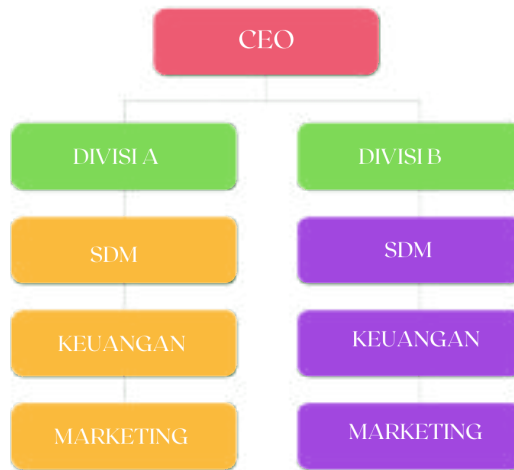 CEO
DIVISI A
DIVISI B
SDM
SDM
KEUANGAN
KEUANGAN
MARKETING
MARKETING